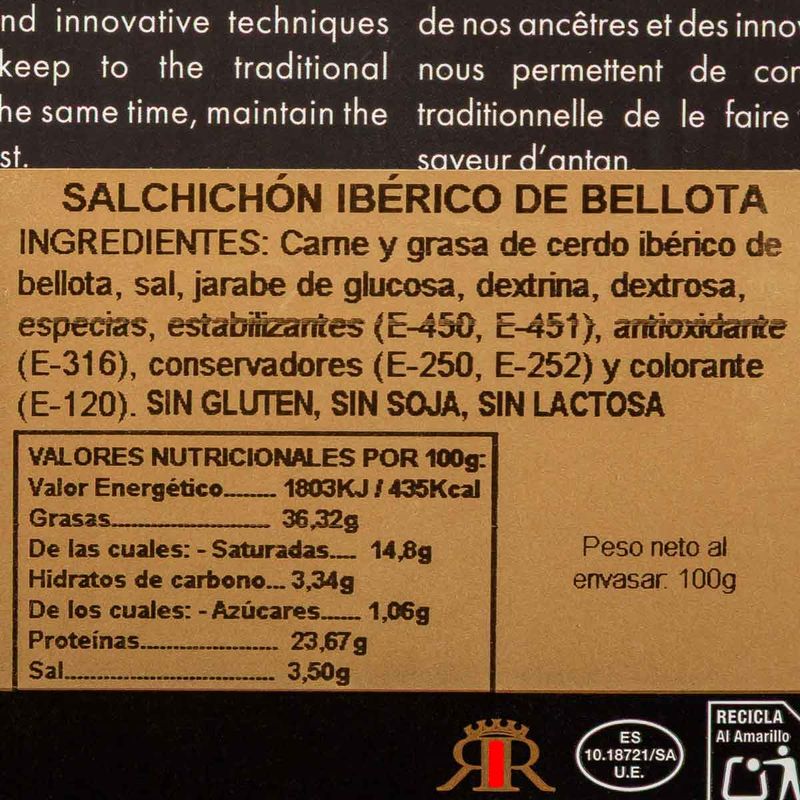 nd innovative techniques
keep to the traditional
he same time, maintain the
st.
de nos ancêtres et des inno
nous permettent de con
traditionnelle de le faire
saveur d'antan.
SALCHICHÓN IBÉRICO DE BELLOTA
INGREDIENTES: Carne y grasa de cerdo ibérico de
bellota, sal, jarabe de glucosa, dextrina, dextrosa,
especias, estabilizantes (E-450, E-451), antioxidante
(E-316), conservadores (E-250, E-252) y colorante
(E-120). SIN GLUTEN, SIN SOJA, SIN LACTOSA
VALORES NUTRICIONALES POR 100g:
Valor Energético........ 1803KJ / 435Kcal
Grasas......................... 36,32g
De las cuales: - Saturadas.... 14,8g
Hidratos de carbono... 3,34g
De los cuales: - Azúcares...... 1,06g
Proteínas...................... 23,67g
Sal................................. 3,50g
Peso neto al
envasar: 100g
RR
ES
10.18721/SA
U.E.
RECICLA
Al Amarillo